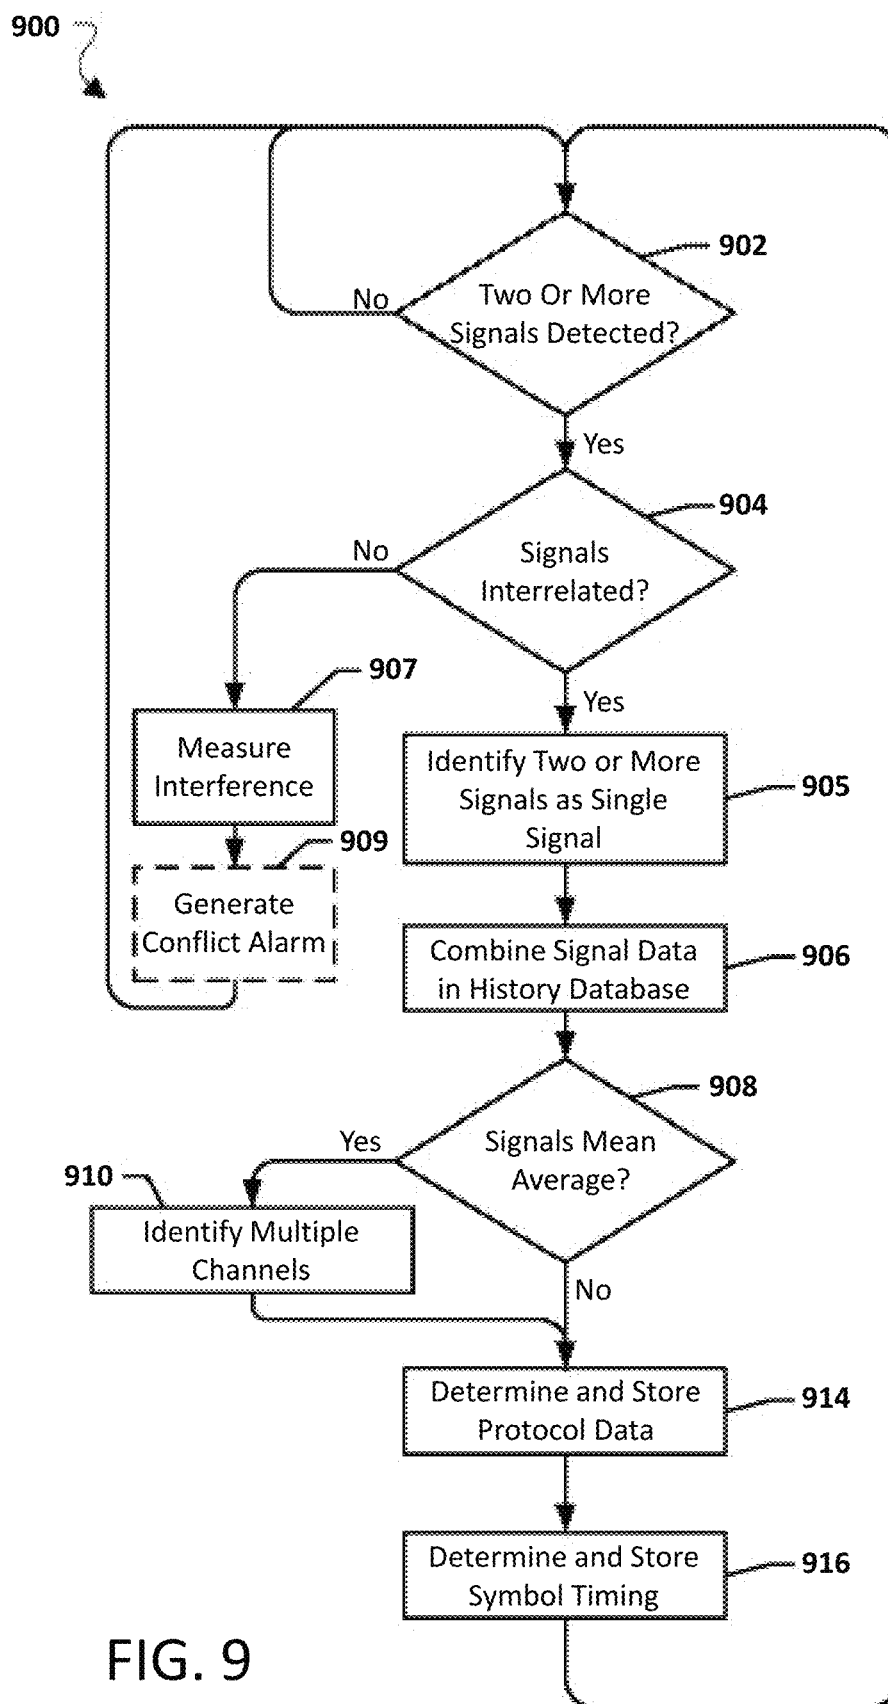 900
902
Two Or More
Signals Detected?
No
Yes
904
Signals
Interrelated?
No
Yes
907
Measure
Interference
909
Generate
Conflict Alarm
Identify Two or More
Signals as Single
Signal
905
Combine Signal Data
in History Database
906
908
Signals Mean
Average?
Yes
No
910
Identify Multiple
Channels
Determine and Store
Protocol Data
914
Determine and Store
Symbol Timing
916
FIG. 9